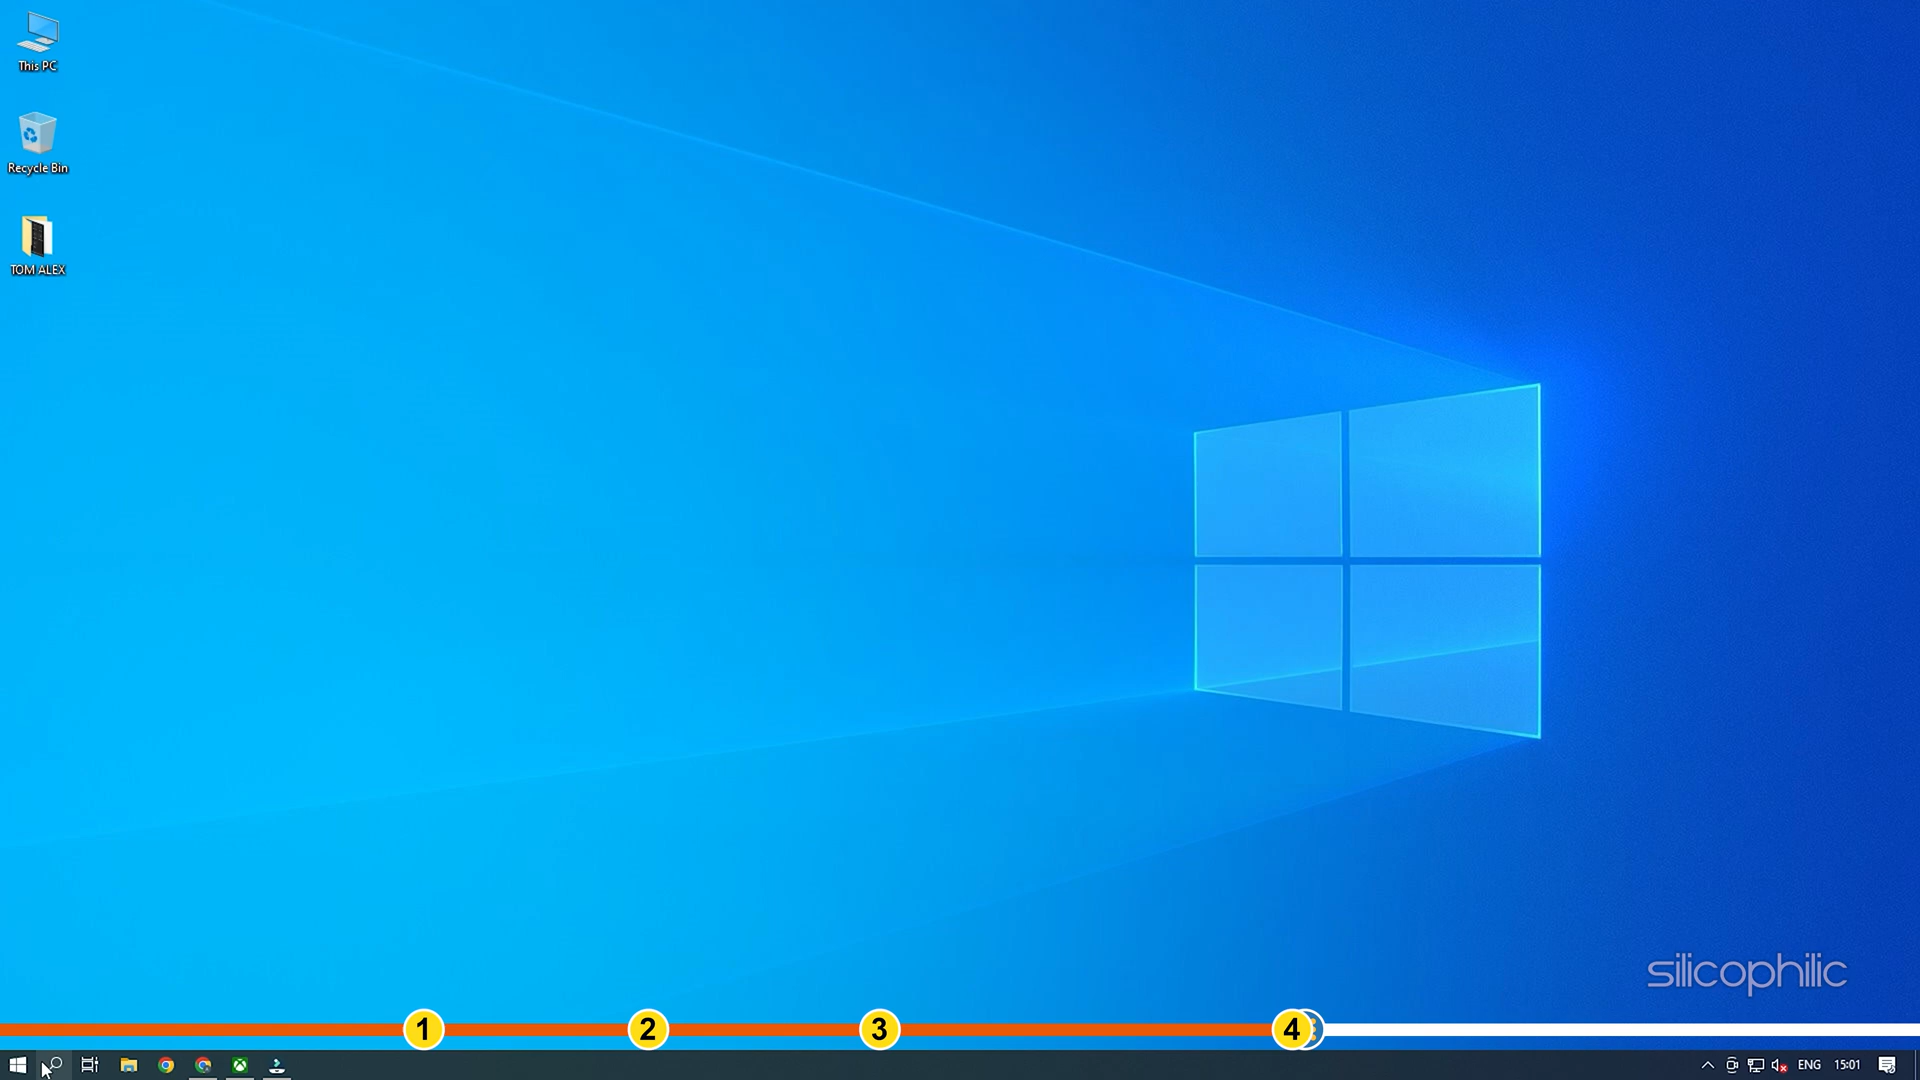 This PC
Recycle Bin
TOM ALEX
silicophilic
1 2 3 4
ENG 15:01